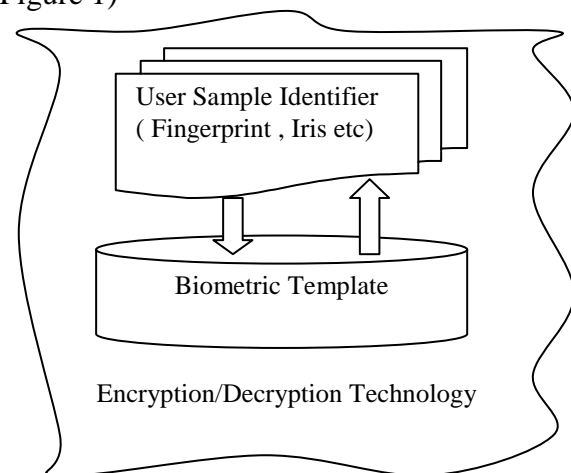 Figure 1)
User Sample Identifier
( Fingerprint , Iris etc)
Biometric Template
Encryption/Decryption Technology